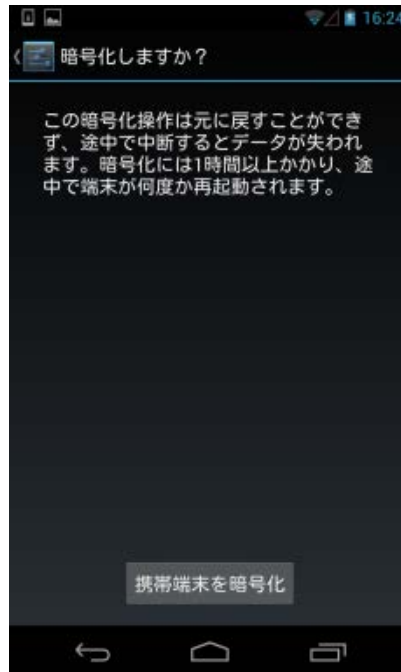 16:24
暗号化しますか？
この暗号化操作は元に戻すことができ
ず、途中で中断するとデータが失われ
ます。暗号化には1時間以上かかり、途
中で端末が何度か再起動されます。
携帯端末を暗号化